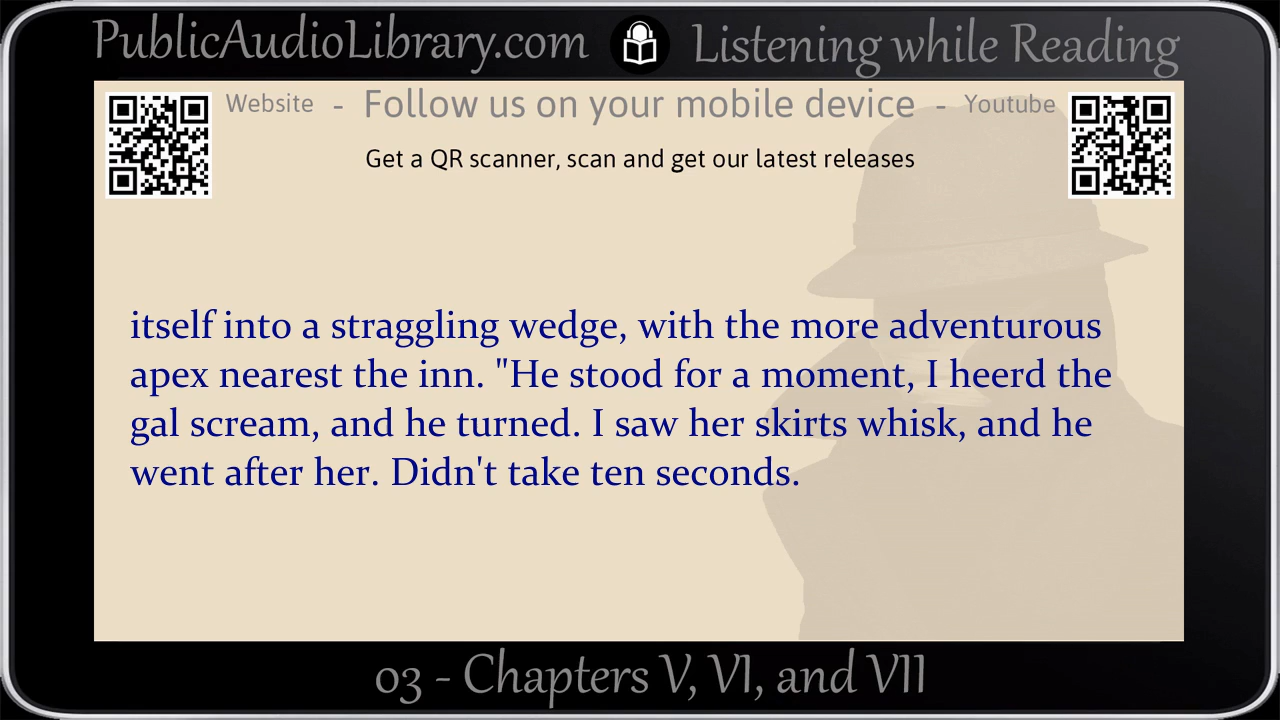 PublicAudioLibrary.com Listening while Reading
Website - Follow us on your mobile device - Youtube
Get a QR scanner, scan and get our latest releases
itself into a straggling wedge, with the more adventurous
apex nearest the inn. "He stood for a moment, I heerd the
gal scream, and he turned. I saw her skirts whisk, and he
went after her. Didn't take ten seconds.
03 - Chapters V, VI, and VII